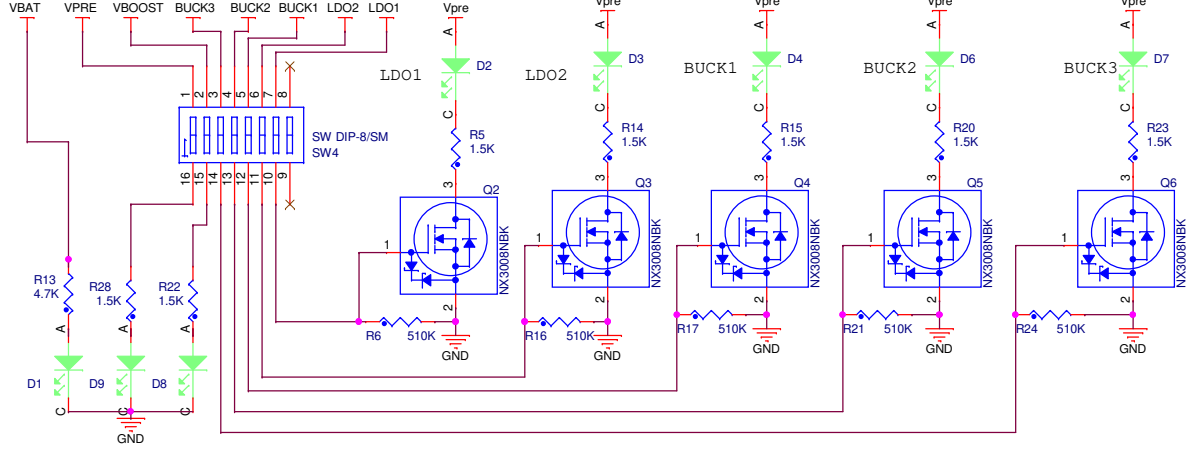 VBAT VPRE VBOOST BUCK3 BUCK2 BUCK1 LDO2 LDO1
Vpre Vpre Vpre Vpre Vpre
A A A A A
D2 D3 D4 D6 D7
LDO1 LDO2 BUCK1 BUCK2 BUCK3
C C C C C
1 2 3 4 5 6 7 8
SW DIP-8/SM
SW4
16 15 14 13 12 11 10 9
R5
1.5K
R14
1.5K
R15
1.5K
R20
1.5K
R23
1.5K
3 3 3 3 3
Q2 Q3 Q4 Q5 Q6
1 1 1 1 1
NX3008NBK NX3008NBK NX3008NBK NX3008NBK NX3008NBK
2 2 2 2 2
R13
4.7K
R28
1.5K
R22
1.5K
R6 510K
R16 510K
R17 510K
R21 510K
R24 510K
GND GND GND GND GND
A A A
D1 D9 D8
C C C
GND